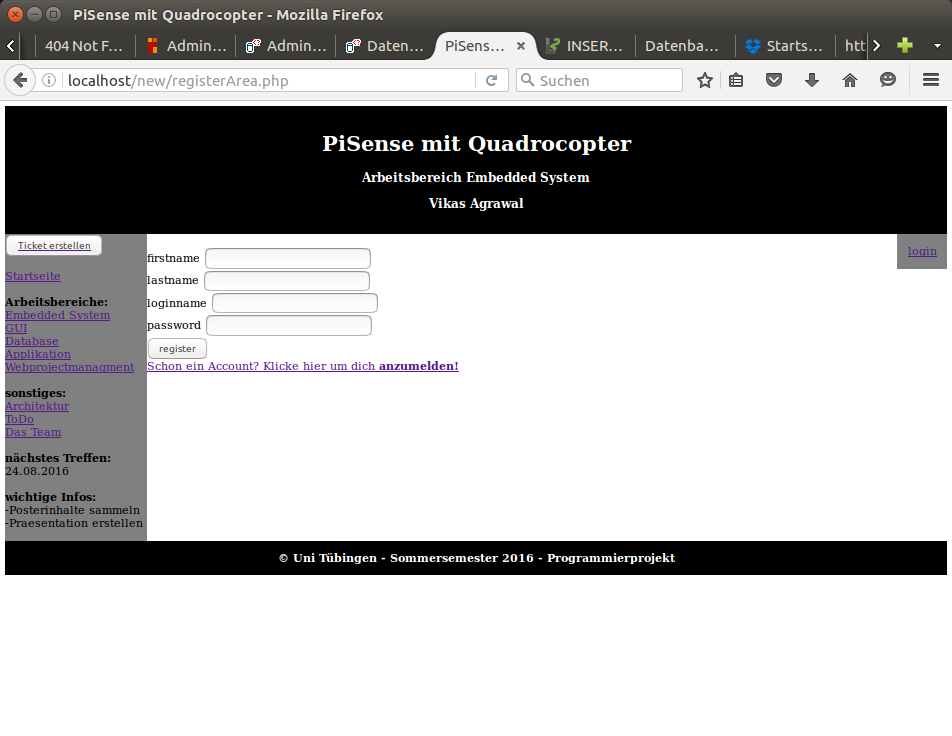 PiSense mit Quadrocopter - Mozilla Firefox
404 Not F... Admin... Admin... Daten... PiSens... INSER... Datenba... Starts... htt
localhost/new/registerArea.php Suchen
PiSense mit Quadrocopter
Arbeitsbereich Embedded System
Vikas Agrawal
Ticket erstellen
Startseite
Arbeitsbereiche:
Embedded System
GUI
Database
Applikation
Webprojectmanagment
sonstiges:
Architektur
ToDo
Das Team
nächstes Treffen:
24.08.2016
wichtige Infos:
-Posterinhalte sammeln
-Praesentation erstellen
firstname
lastname
loginname
password
register
Schon ein Account? Klicke hier um dich anzumelden!
login
© Uni Tübingen - Sommersemester 2016 - Programmierprojekt